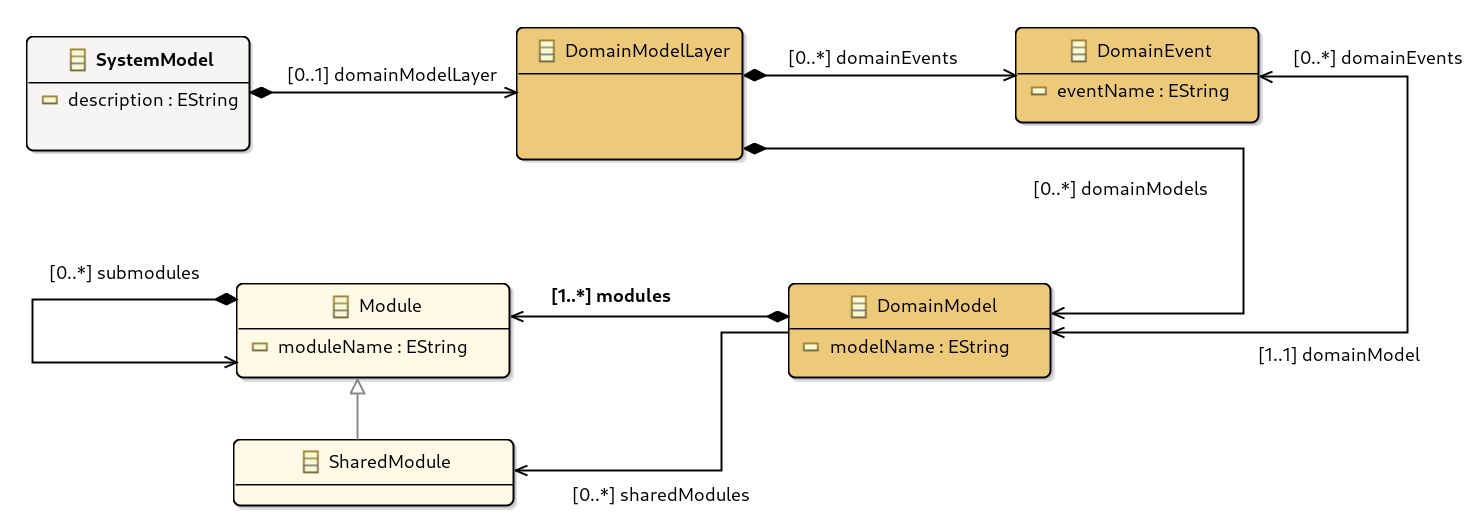 SystemModel
description : EString
[0..1] domainModelLayer
DomainModelLayer
[0..*] domainEvents
DomainEvent
eventName : EString
[0..*] domainEvents
[0..*] domainModels
[0..*] submodules
Module
moduleName : EString
[1..*] modules
DomainModel
modelName : EString
[1..1] domainModel
SharedModule
[0..*] sharedModules